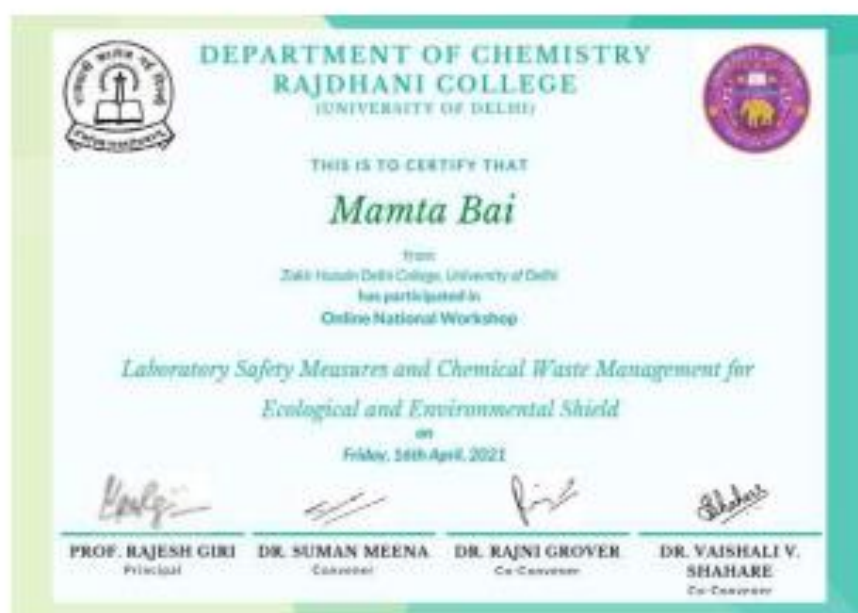 DEPARTMENT OF CHEMISTRY
RAJDHANI COLLEGE
(UNIVERSITY OF DELHI)
THIS IS TO CERTIFY THAT
Mamta Bai
from
Zakir Husain Delhi College, University of Delhi
has participated in
Online National Workshop
Laboratory Safety Measures and Chemical Waste Management for
Ecological and Environmental Shield
on
Friday, 16th April, 2021
PROF. RAJESH GIRI
Principal
DR. SUMAN MEENA
Convener
DR. RAJNI GROVER
Co-Convener
DR. VAISHALI V.
SHAHARE
Co-Convener